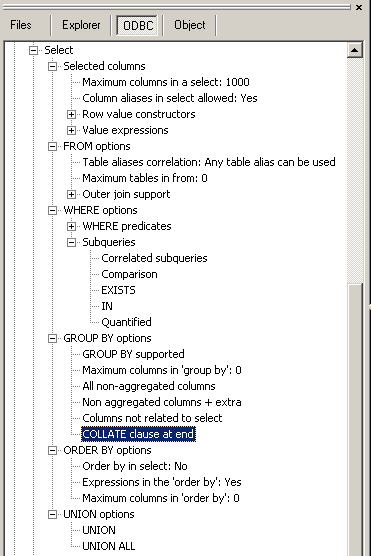 Files Explorer ODBC Object
Select
Selected columns
Maximum columns in a select: 1000
Column aliases in select allowed: Yes
Row value constructors
Value expressions
FROM options
Table aliases correlation: Any table alias can be used
Maximum tables in from: 0
Outer join support
WHERE options
WHERE predicates
Subqueries
Correlated subqueries
Comparison
EXISTS
IN
Quantified
GROUP BY options
GROUP BY supported
Maximum columns in 'group by': 0
All non-aggregated columns
Non aggregated columns + extra
Columns not related to select
COLLATE clause at end
ORDER BY options
Order by in select: No
Expressions in the 'order by': Yes
Maximum columns in 'order by': 0
UNION options
UNION
UNION ALL